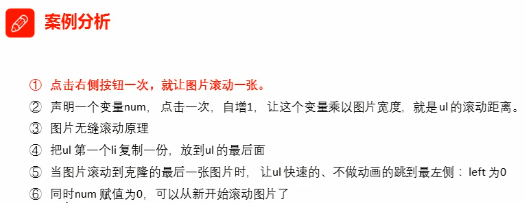 案例分析
① 点击右侧按钮一次，就让图片滚动一张。
② 声明一个变量num， 点击一次，自增1， 让这个变量乘以图片宽度，就是 ul 的滚动距离。
③ 图片无缝滚动原理
④ 把ul 第一个li 复制一份，放到ul 的最后面
⑤ 当图片滚动到克隆的最后一张图片时， 让ul 快速的、不做动画的跳到最左侧： left 为0
⑥ 同时num 赋值为0，可以从新开始滚动图片了